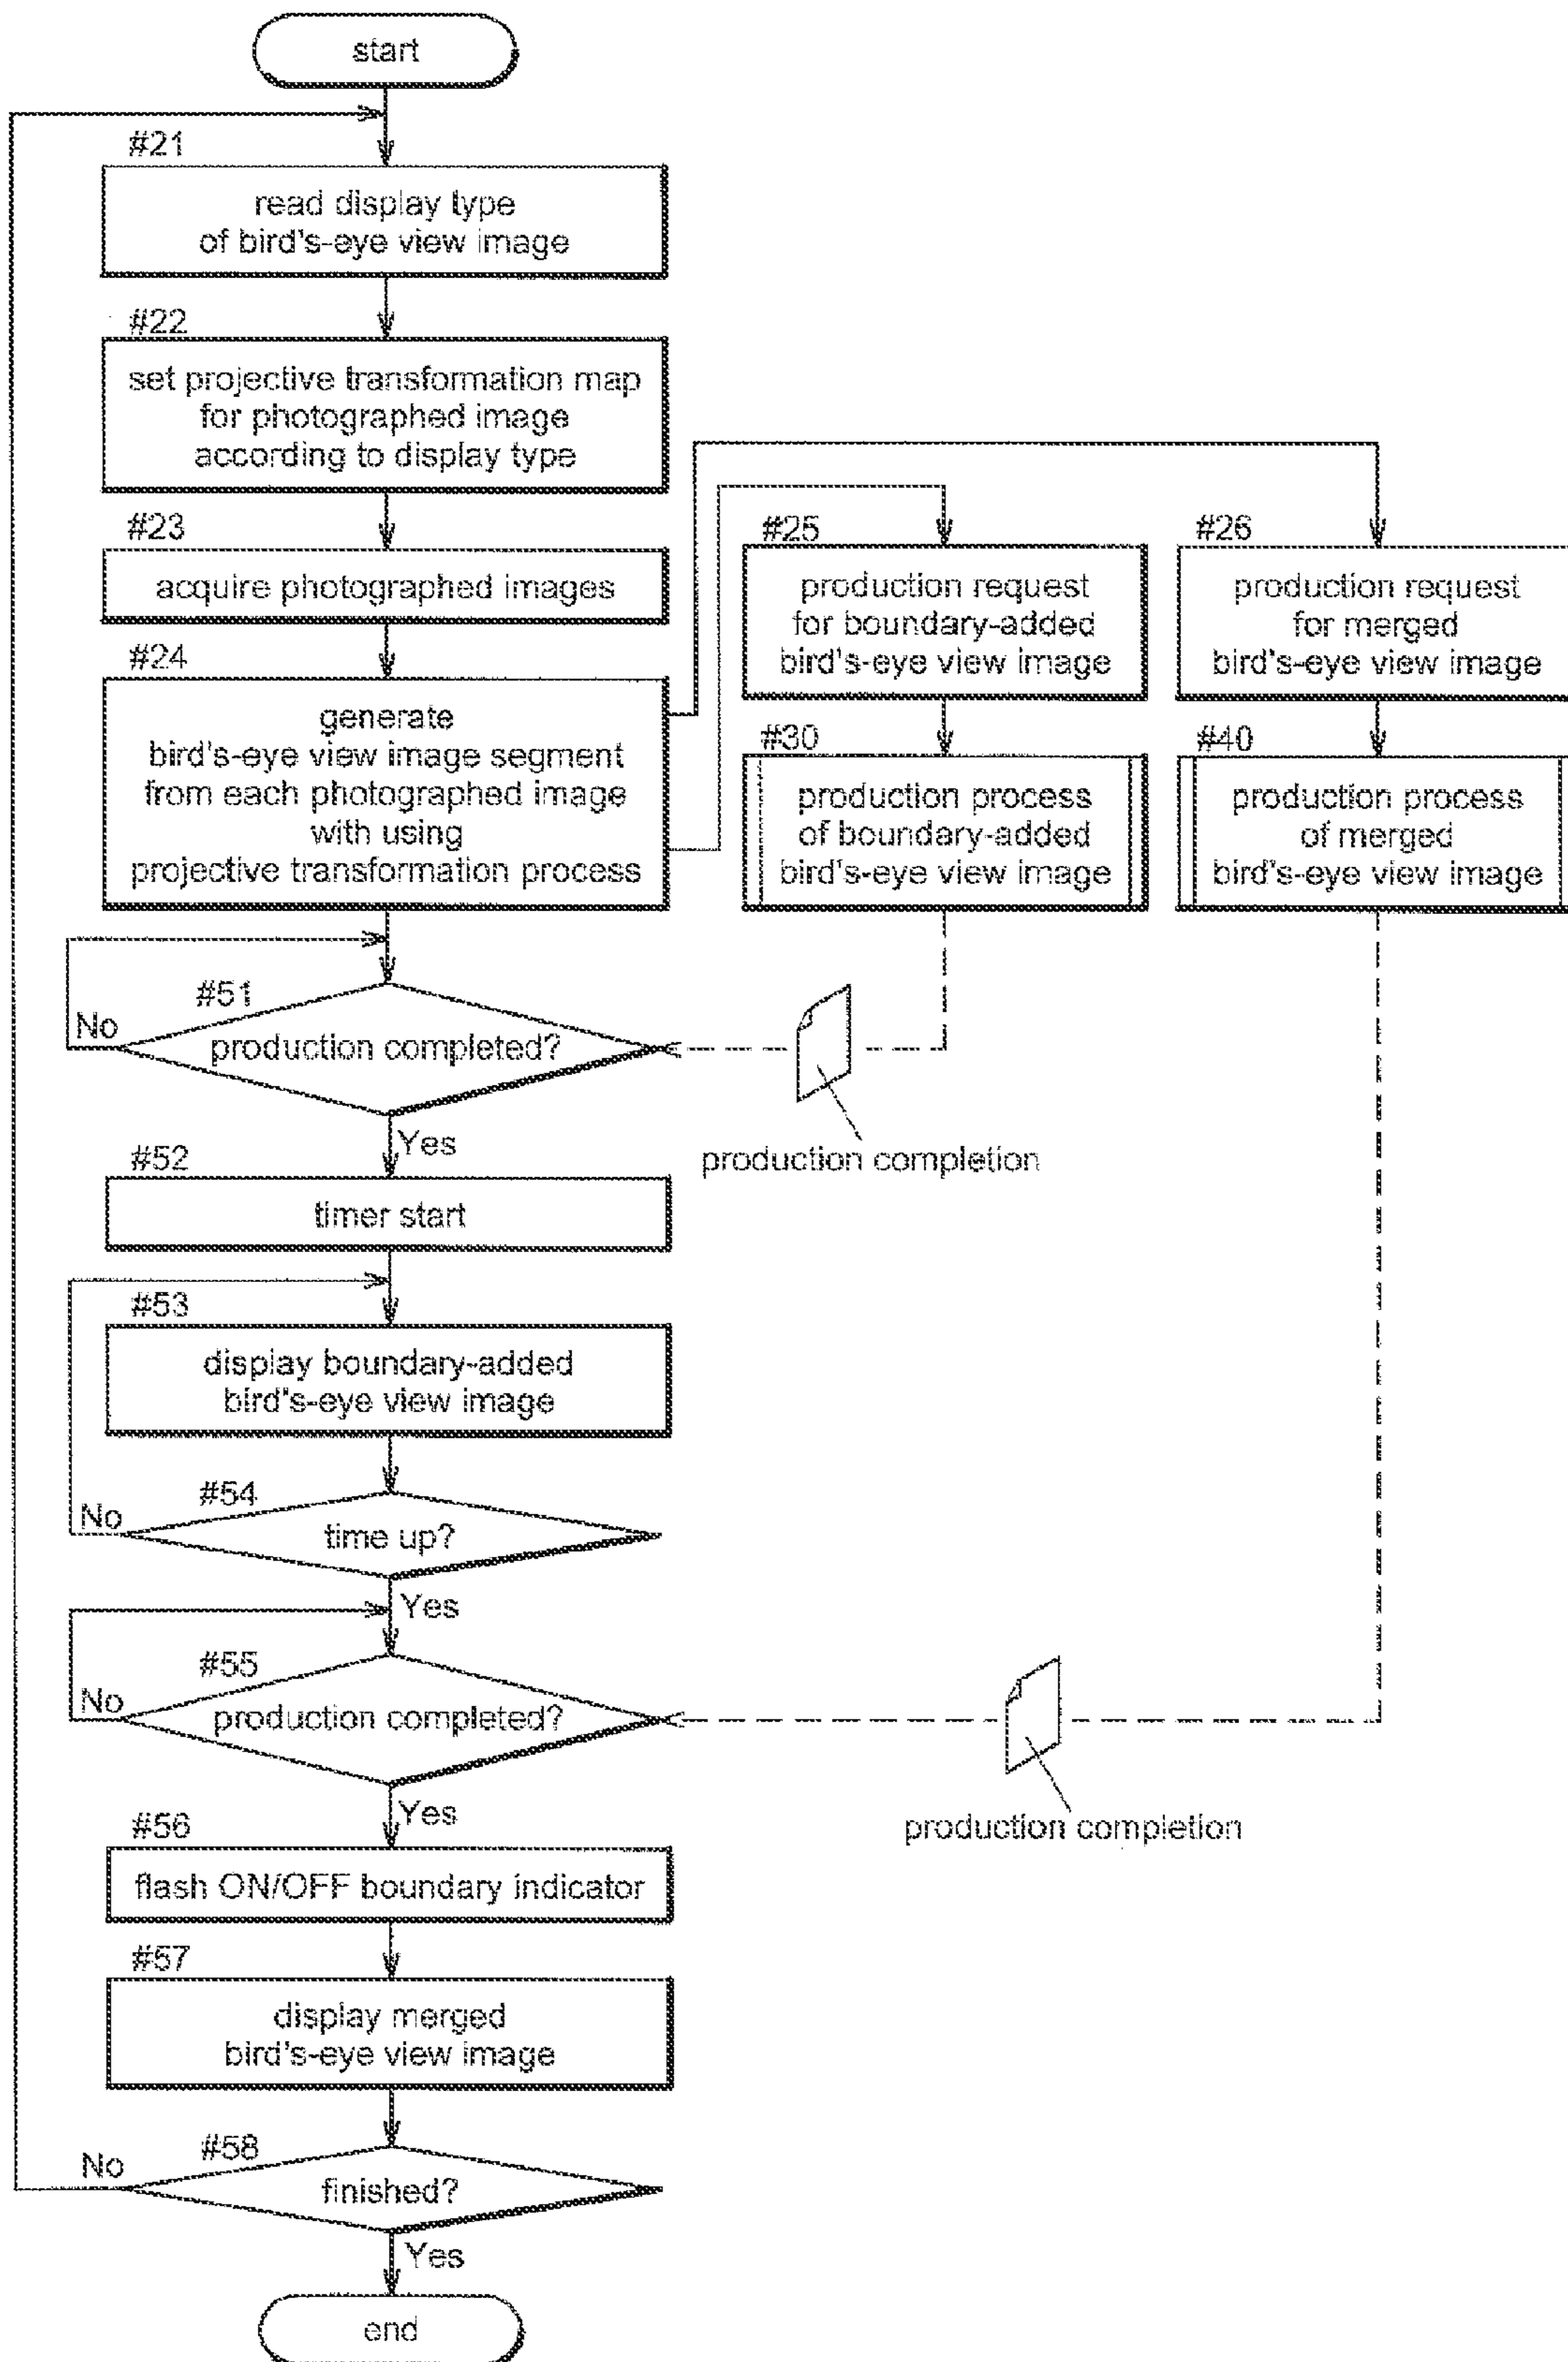 start
#21
read display type
of bird's-eye view image
#22
set projective transformation map
for photographed image
according to display type
#23
acquire photographed images
#24
generate
bird's-eye view image segment
from each photographed image
with using
projective transformation process
#25
production request
for boundary-added
bird's-eye view image
#26
production request
for merged
bird's-eye view image
#30
production process
of boundary-added
bird's-eye view image
#40
production process
of merged
bird's-eye view image
#51
No
production completed?
Yes
production completion
#52
timer start
#53
display boundary-added
bird's-eye view image
#54
No
time up?
Yes
#55
No
production completed?
Yes
production completion
#56
flash ON/OFF boundary indicator
#57
display merged
bird's-eye view image
#58
No
finished?
Yes
end